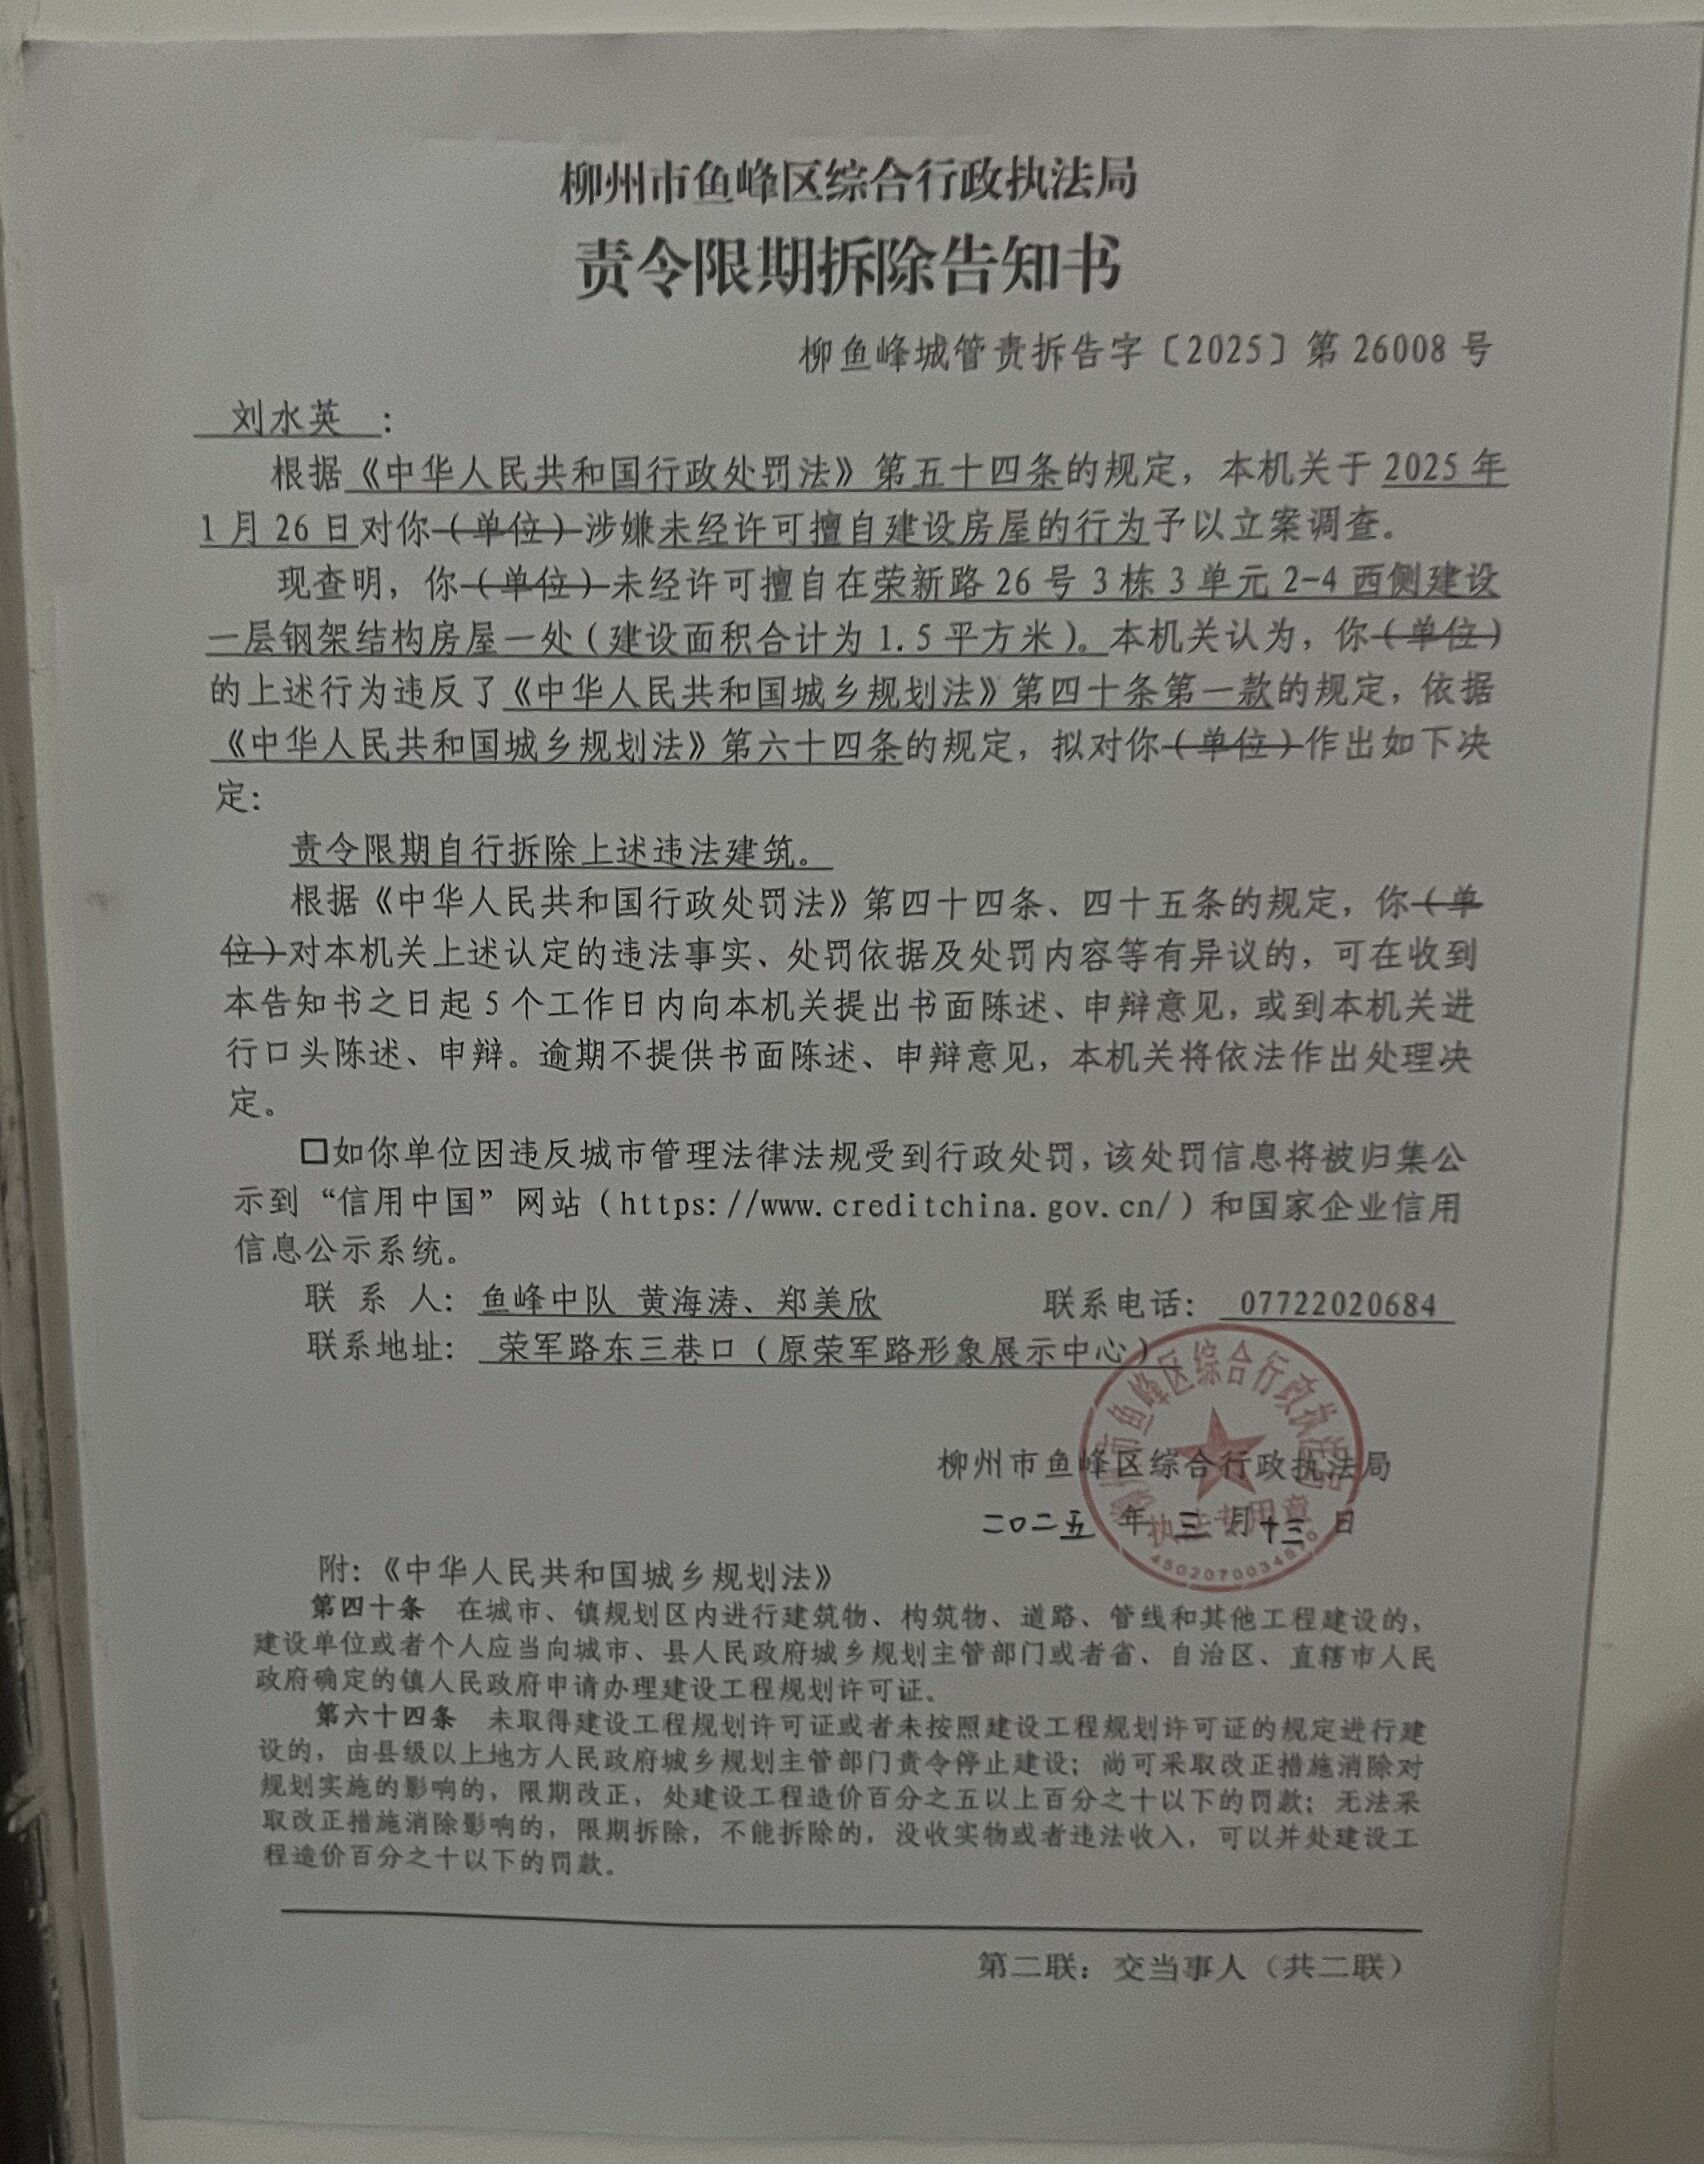 柳州市鱼峰区综合行政执法局
责令限期拆除告知书
柳鱼峰城管责拆告字〔2025〕第 26008 号
刘水英 ：
根据《中华人民共和国行政处罚法》第五十四条的规定，本机关于 2025 年
1 月 26 日对你（单位）涉嫌未经许可擅自建设房屋的行为予以立案调查。
现查明，你（单位）未经许可擅自在荣新路 26 号 3 栋 3 单元 2-4 西侧建设
一层钢架结构房屋一处（建设面积合计为 1.5 平方米）。本机关认为，你（单位）
的上述行为违反了《中华人民共和国城乡规划法》第四十条第一款的规定，依据
《中华人民共和国城乡规划法》第六十四条的规定，拟对你（单位）作出如下决
定：
责令限期自行拆除上述违法建筑。
根据《中华人民共和国行政处罚法》第四十四条、四十五条的规定，你（单
位）对本机关上述认定的违法事实、处罚依据及处罚内容等有异议的，可在收到
本告知书之日起 5 个工作日内向本机关提出书面陈述、申辩意见，或到本机关进
行口头陈述、申辩。逾期不提供书面陈述、申辩意见，本机关将依法作出处理决
定。
□如你单位因违反城市管理法律法规受到行政处罚，该处罚信息将被归集公
示到“信用中国”网站（https://www.creditchina.gov.cn/）和国家企业信用
信息公示系统。
联 系 人： 鱼峰中队 黄海涛、郑美欣 联系电话： 07722020684
联系地址： 荣军路东三巷口（原荣军路形象展示中心）
柳州市鱼峰区综合行政执法局
二〇二五 年 三 月 十三 日
柳州市鱼峰区综合行政执法局
执法专用章
附：《中华人民共和国城乡规划法》
第四十条 在城市、镇规划区内进行建筑物、构筑物、道路、管线和其他工程建设的，
建设单位或者个人应当向城市、县人民政府城乡规划主管部门或者省、自治区、直辖市人民
政府确定的镇人民政府申请办理建设工程规划许可证。
第六十四条 未取得建设工程规划许可证或者未按照建设工程规划许可证的规定进行建
设的，由县级以上地方人民政府城乡规划主管部门责令停止建设；尚可采取改正措施消除对
规划实施的影响的，限期改正，处建设工程造价百分之五以上百分之十以下的罚款；无法采
取改正措施消除影响的，限期拆除，不能拆除的，没收实物或者违法收入，可以并处建设工
程造价百分之十以下的罚款。
第二联：交当事人（共二联）